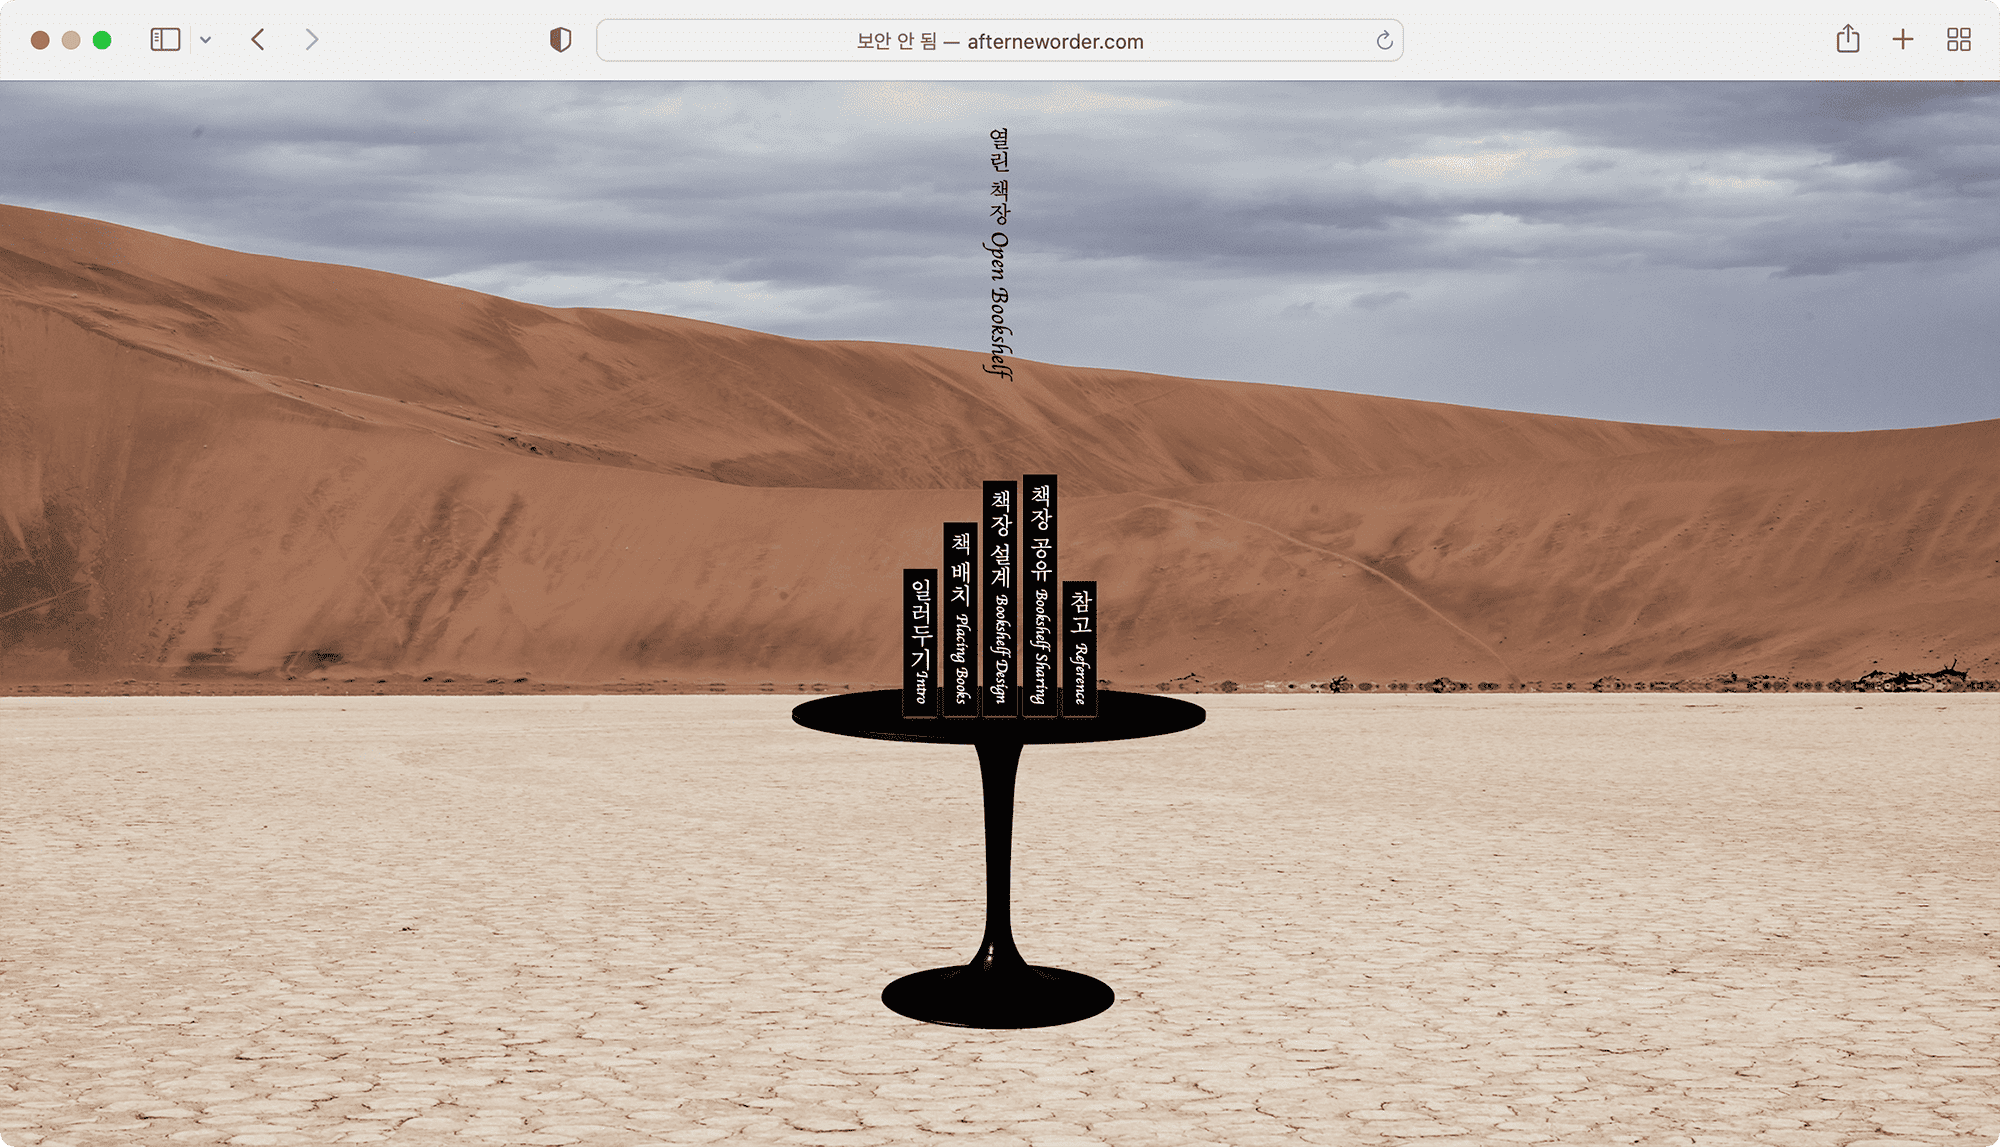 보안 안 됨 — afterneworder.com
열린 책장 Open Bookshelf
일러두기 Intro
책 배치 Placing Books
책장 설계 Bookshelf Design
책장 공유 Bookshelf Sharing
참고 Reference